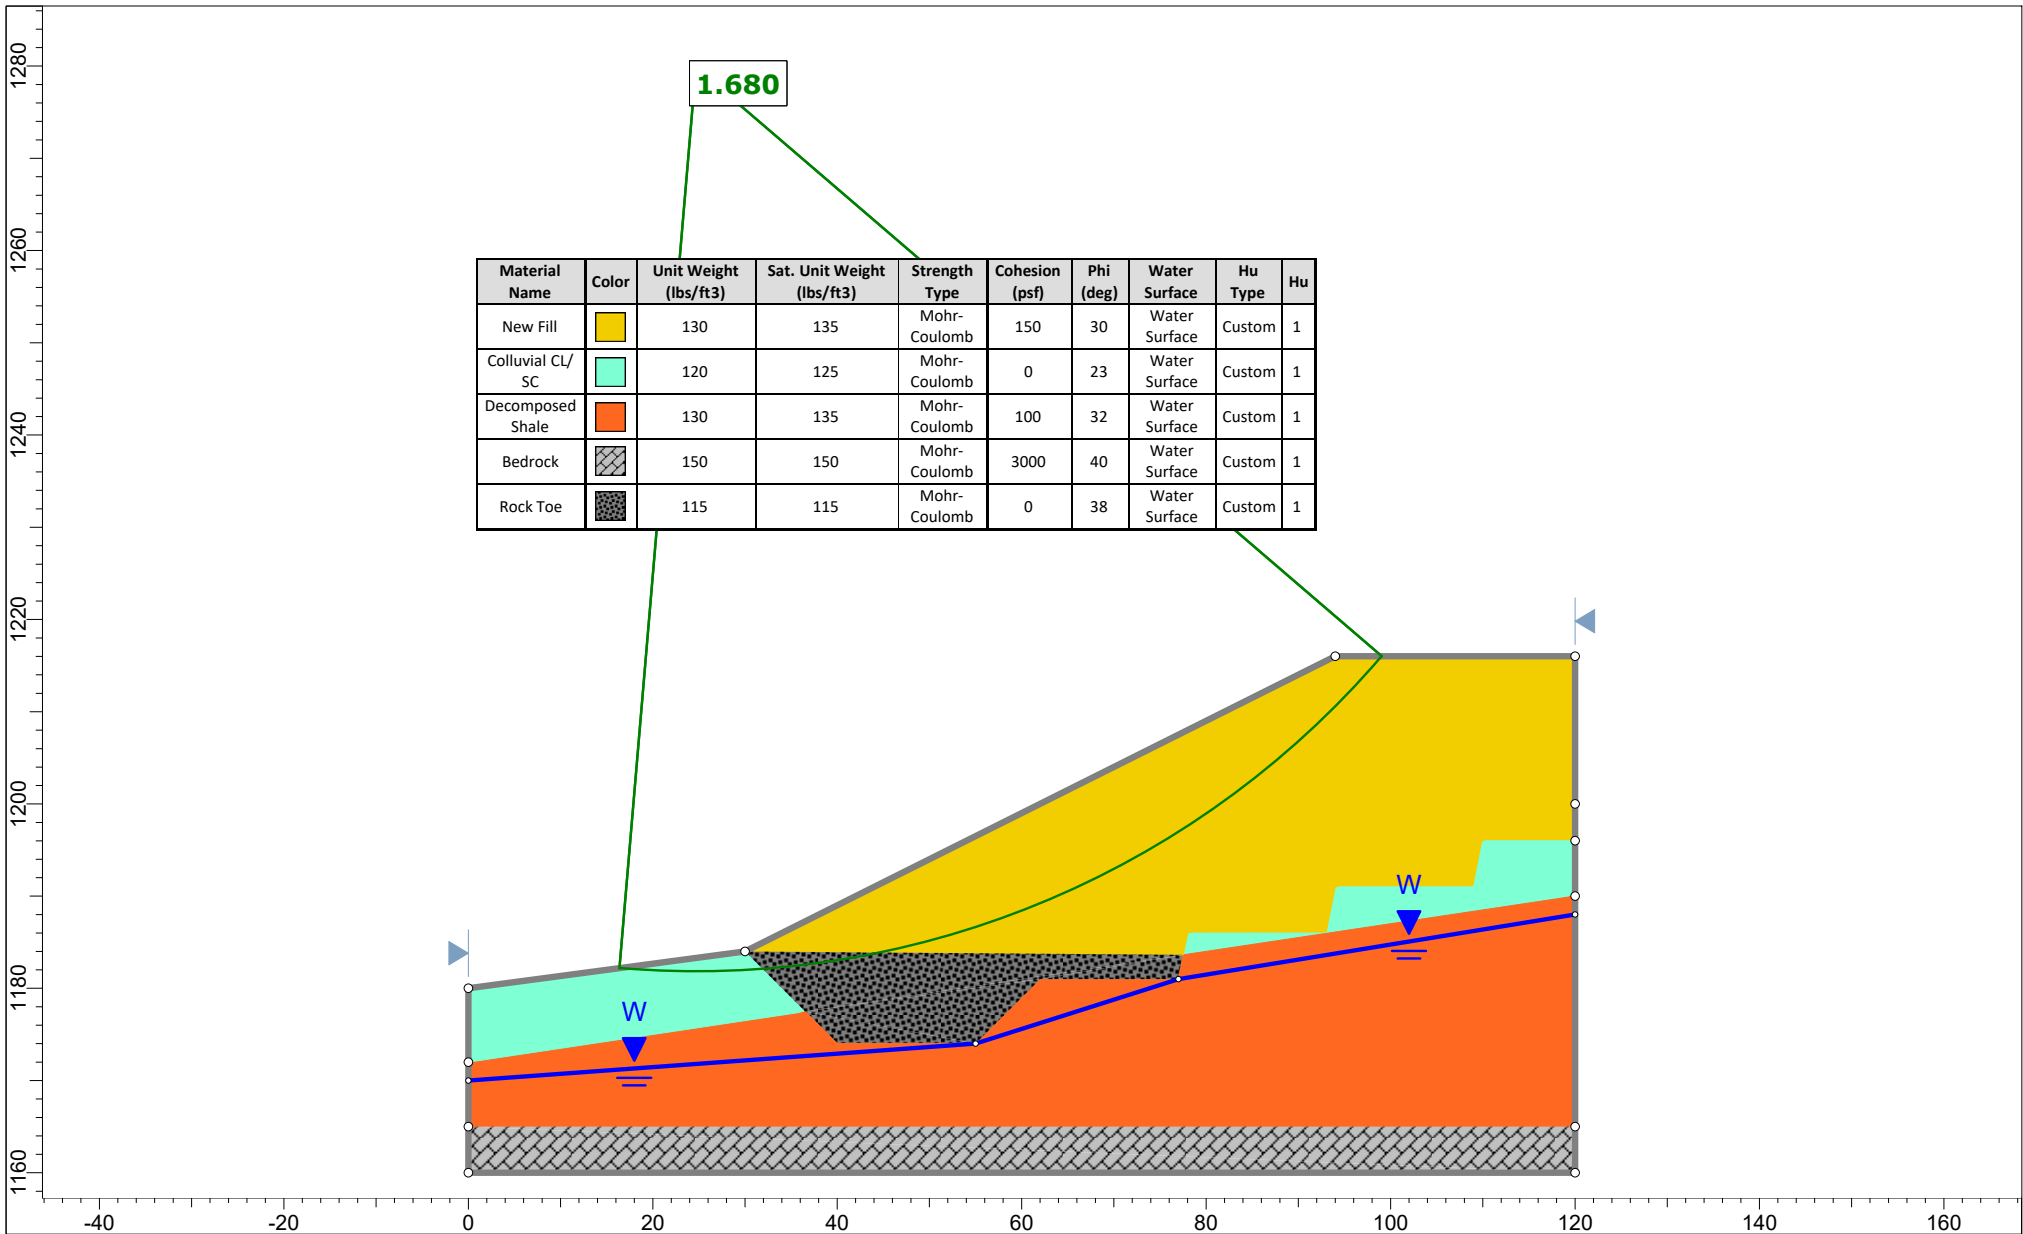 1.680
Material Name Color Unit Weight (lbs/ft3) Sat. Unit Weight (lbs/ft3) Strength Type Cohesion (psf) Phi (deg) Water Surface Hu Type Hu
New Fill 130 135 Mohr-Coulomb 150 30 Water Surface Custom 1
Colluvial CL/SC 120 125 Mohr-Coulomb 0 23 Water Surface Custom 1
Decomposed Shale 130 135 Mohr-Coulomb 100 32 Water Surface Custom 1
Bedrock 150 150 Mohr-Coulomb 3000 40 Water Surface Custom 1
Rock Toe 115 115 Mohr-Coulomb 0 38 Water Surface Custom 1
W
W
1280
1260
1240
1220
1200
1180
1160
-40 -20 0 20 40 60 80 100 120 140 160